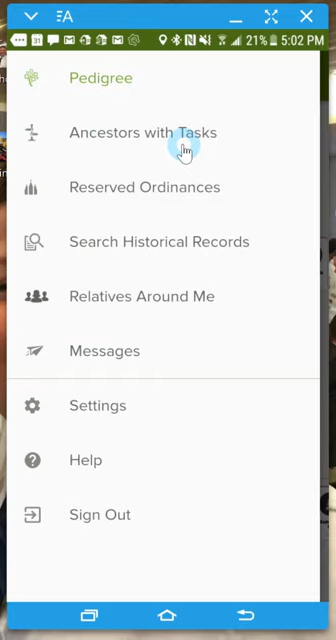 A
31
21% 5:02 PM
Pedigree
Ancestors with Tasks
Reserved Ordinances
Search Historical Records
Relatives Around Me
Messages
Settings
Help
Sign Out